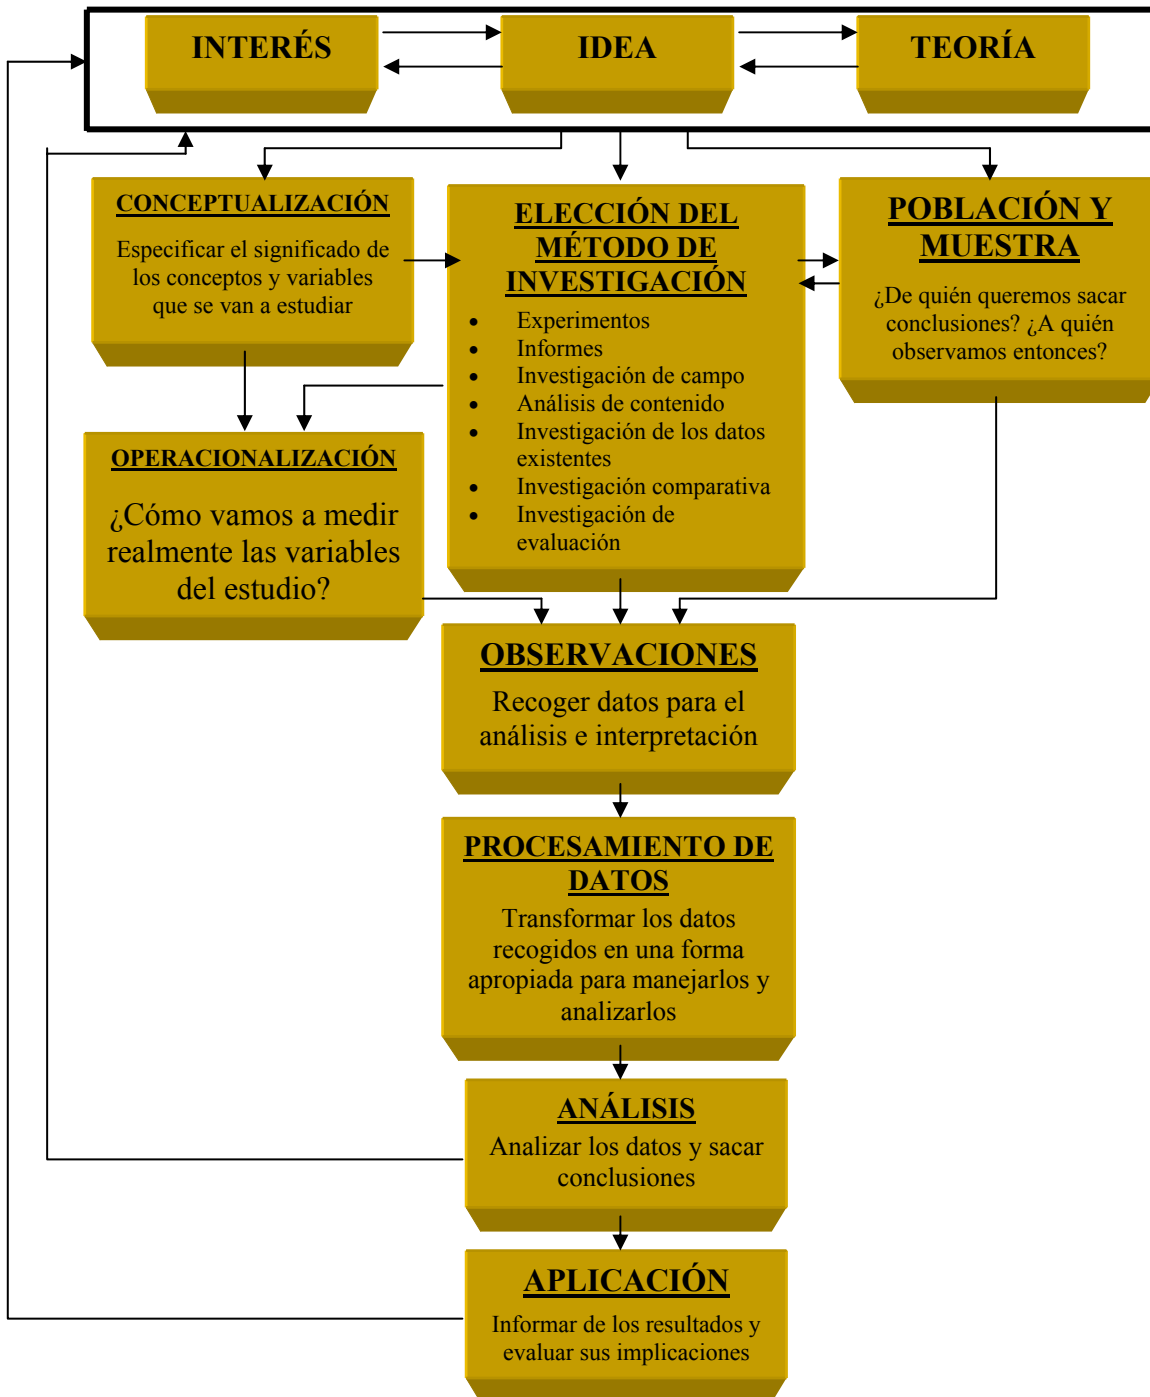 INTERÉS
IDEA
TEORÍA
CONCEPTUALIZACIÓN
Especificar el significado de
los conceptos y variables
que se van a estudiar
ELECCIÓN DEL
MÉTODO DE
INVESTIGACIÓN
• Experimentos
• Informes
• Investigación de campo
• Análisis de contenido
• Investigación de los datos
existentes
• Investigación comparativa
• Investigación de
evaluación
POBLACIÓN Y
MUESTRA
¿De quién queremos sacar
conclusiones? ¿A quién
observamos entonces?
OPERACIONALIZACIÓN
¿Cómo vamos a medir
realmente las variables
del estudio?
OBSERVACIONES
Recoger datos para el
análisis e interpretación
PROCESAMIENTO DE
DATOS
Transformar los datos
recogidos en una forma
apropiada para manejarlos y
analizarlos
ANÁLISIS
Analizar los datos y sacar
conclusiones
APLICACIÓN
Informar de los resultados y
evaluar sus implicaciones